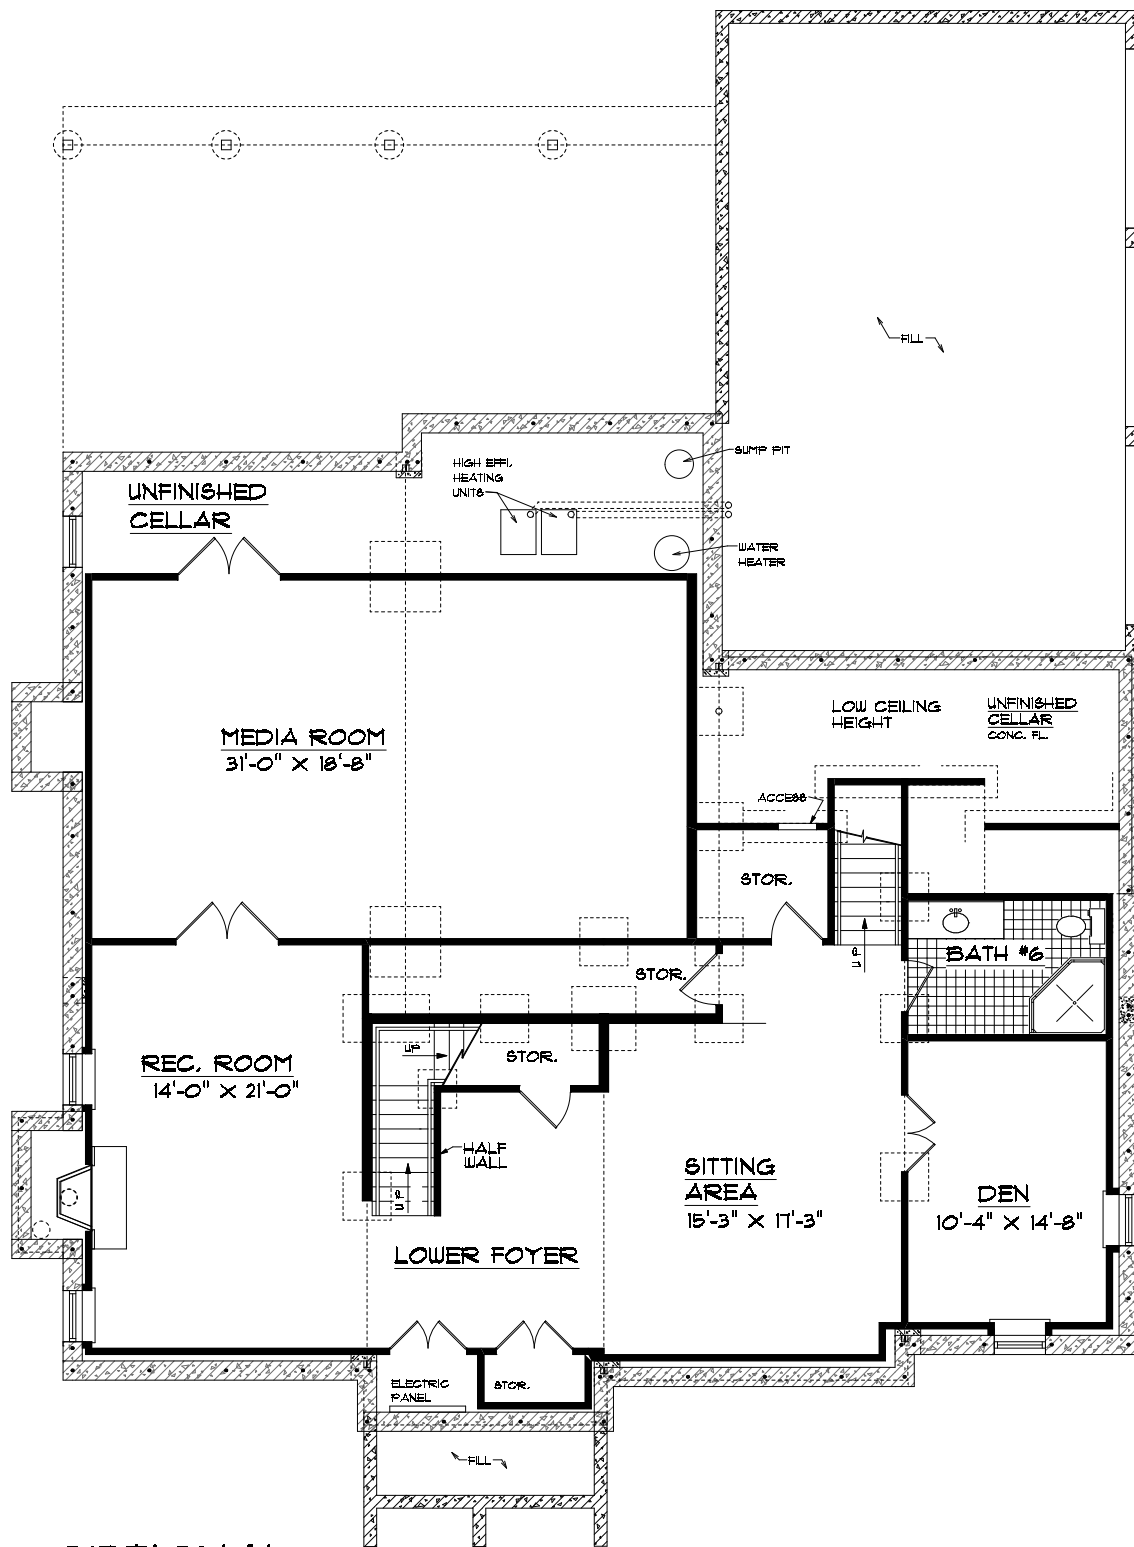 FILL
SUMP PIT
HIGH EFFI.
HEATING
UNITS
UNFINISHED
CELLAR
WATER
HEATER
LOW CEILING
HEIGHT
UNFINISHED
CELLAR
CONC. FL.
MEDIA ROOM
31'-0" X 18'-8"
ACCESS
STOR.
UP
BATH #6
STOR.
UP
STOR.
REC. ROOM
14'-0" X 21'-0"
HALF
WALL
SITTING
AREA
15'-3" X 17'-3"
DEN
10'-4" X 14'-8"
UP
LOWER FOYER
ELECTRIC
PANEL
STOR.
FILL